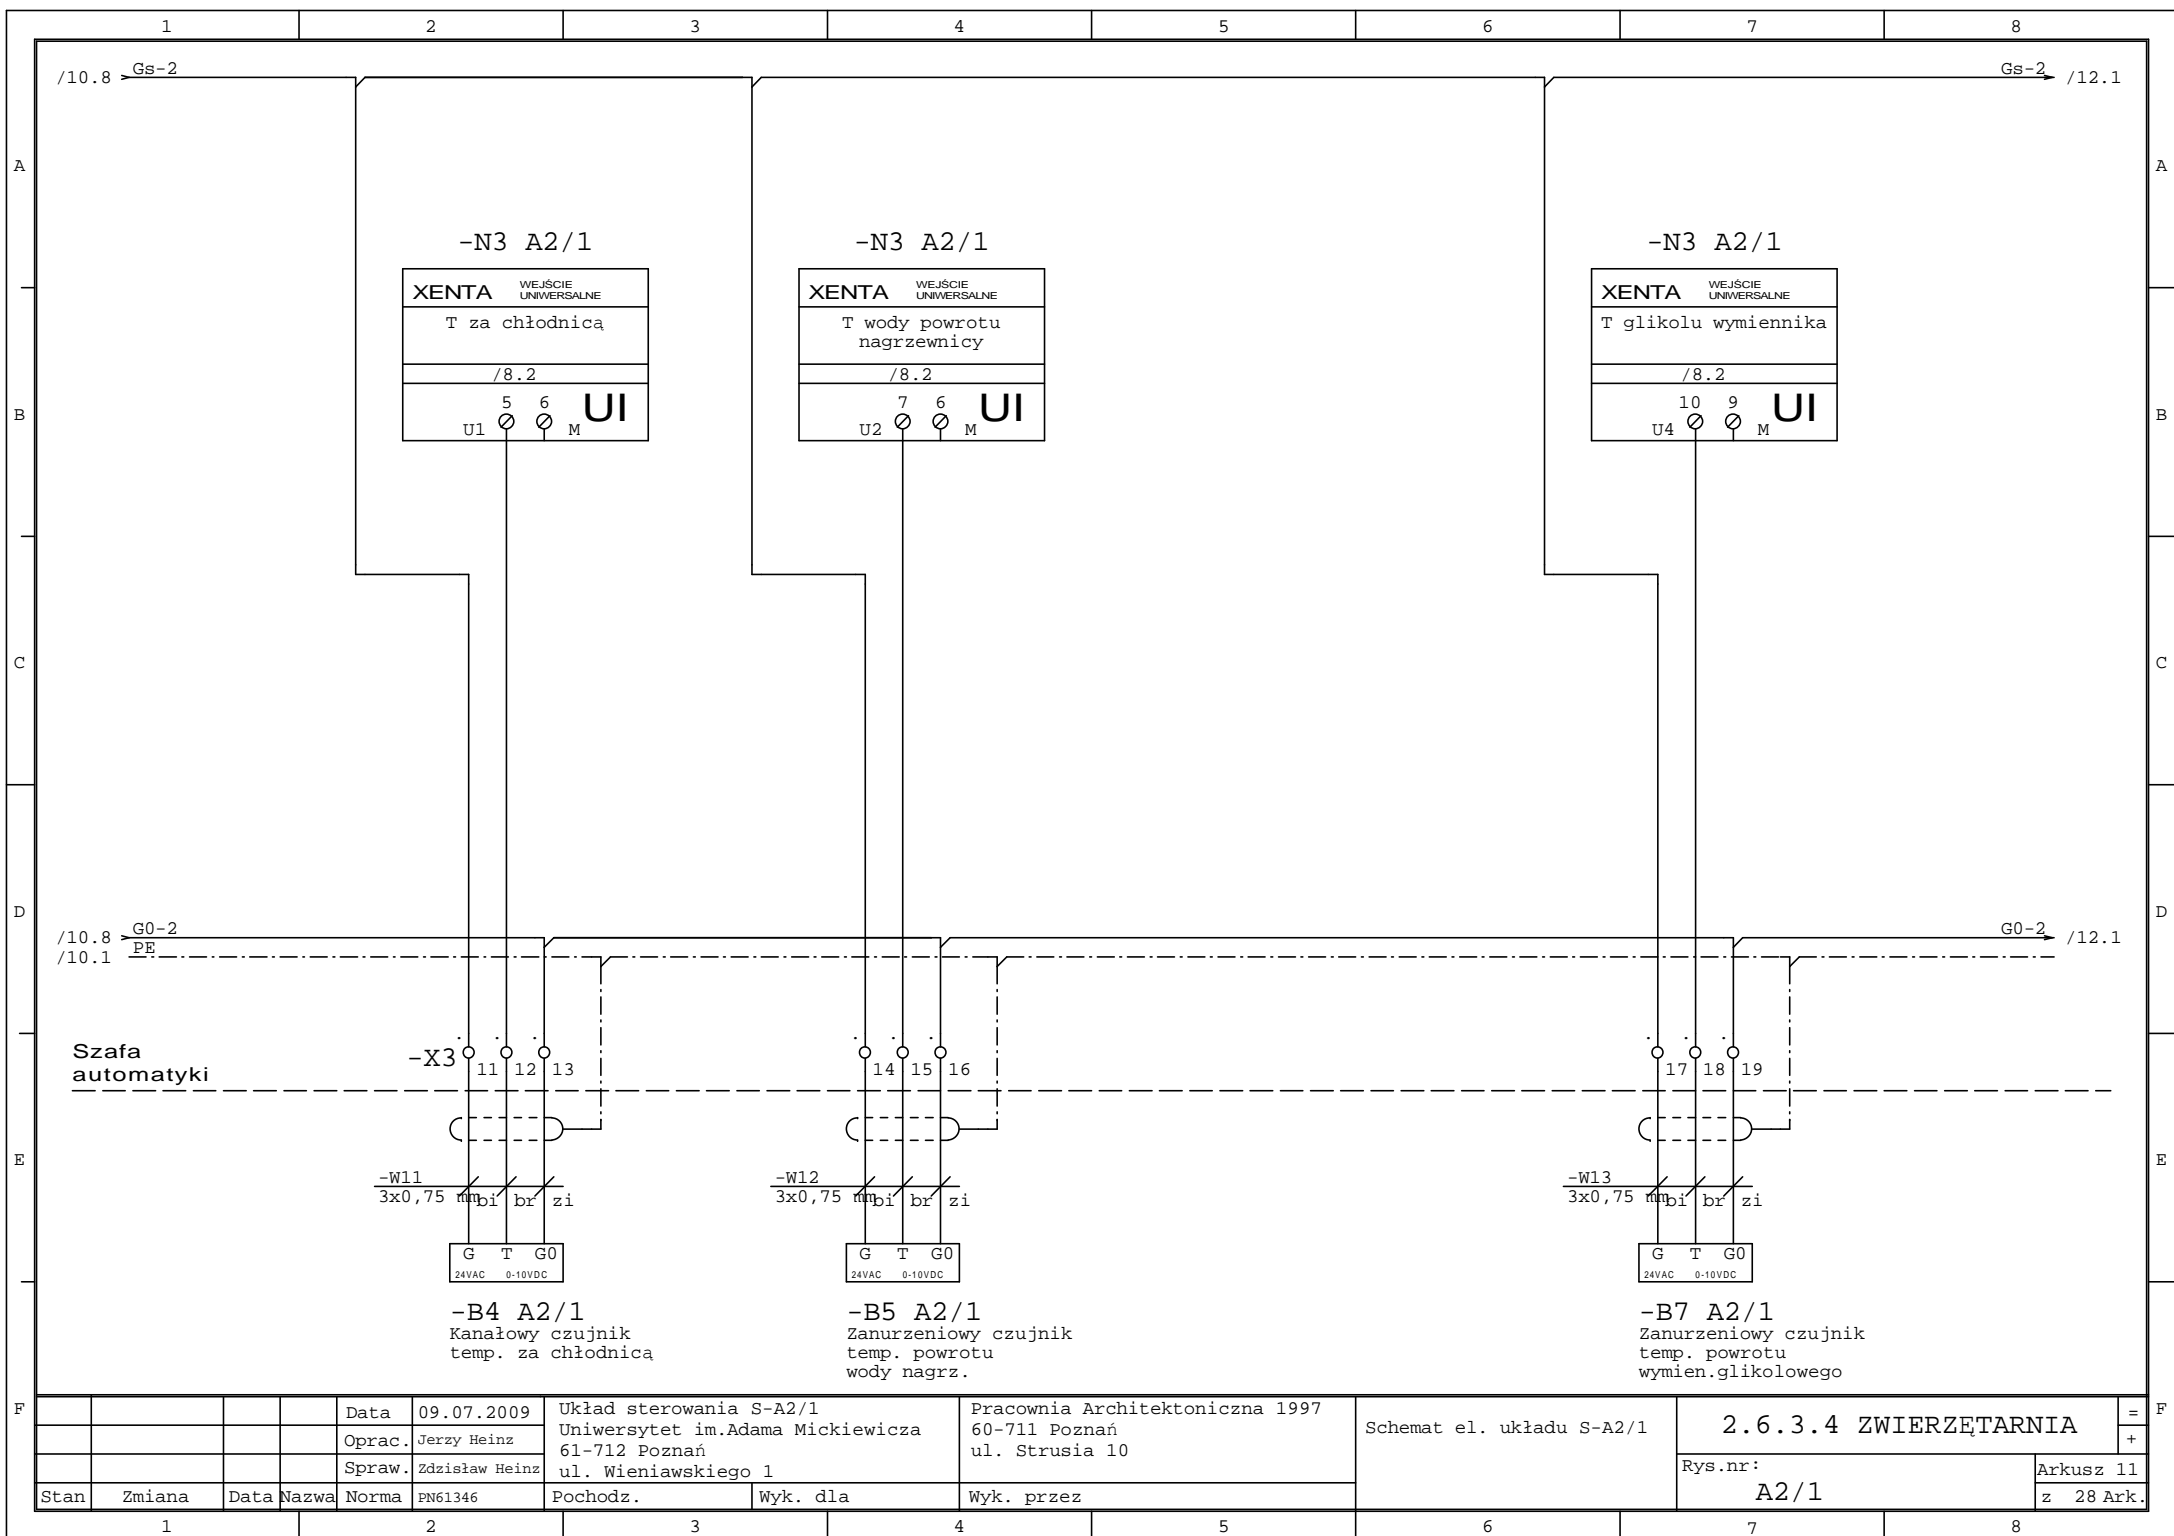 1 2 3 4 5 6 7 8
/10.8 Gs-2 Gs-2 /12.1
A A
-N3 A2/1 -N3 A2/1 -N3 A2/1
XENTA WEJŚCIE UNIWERSALNE
T za chłodnicą
/8.2
5 6 UI
U1 M
XENTA WEJŚCIE UNIWERSALNE
T wody powrotu
nagrzewnicy
/8.2
7 6 UI
U2 M
XENTA WEJŚCIE UNIWERSALNE
T glikolu wymiennika
/8.2
10 9 UI
U4 M
B B
C C
D D
/10.8 G0-2 G0-2 /12.1
/10.1 PE
Szafa
automatyki
-X3 11 12 13 14 15 16 17 18 19
E E
-W11
3x0,75 mm bi br zi
-W12
3x0,75 mm bi br zi
-W13
3x0,75 mm bi br zi
G T G0
24VAC 0-10VDC
G T G0
24VAC 0-10VDC
G T G0
24VAC 0-10VDC
-B4 A2/1
Kanałowy czujnik
temp. za chłodnicą
-B5 A2/1
Zanurzeniowy czujnik
temp. powrotu
wody nagrz.
-B7 A2/1
Zanurzeniowy czujnik
temp. powrotu
wymien.glikolowego
F F
Data 09.07.2009
Oprac. Jerzy Heinz
Spraw. Zdzisław Heinz
Stan Zmiana Data Nazwa Norma PN61346
Układ sterowania S-A2/1
Uniwersytet im.Adama Mickiewicza
61-712 Poznań
ul. Wieniawskiego 1
Pochodz. Wyk. dla Wyk. przez
Pracownia Architektoniczna 1997
60-711 Poznań
ul. Strusia 10
Schemat el. układu S-A2/1
2.6.3.4 ZWIERZĘTARNIA
=
+
Rys.nr:
A2/1
Arkusz 11
z 28 Ark.
1 2 3 4 5 6 7 8